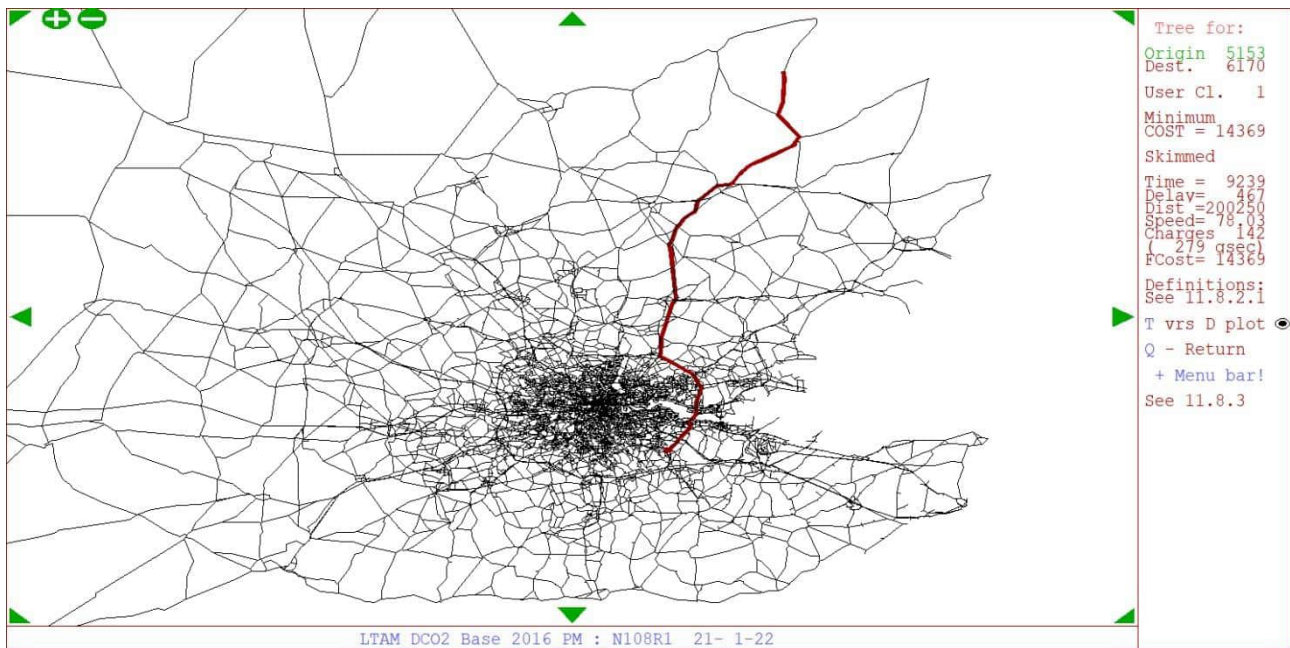 Tree for:
Origin 5153
Dest. 6170
User Cl. 1
Minimum
COST = 14369
Skimmed
Time = 9239
Delay= 467
Dist =200250
Speed= 78.03
Charges 142
( 279 gsec)
FCost= 14369
Definitions:
See 11.8.2.1
T vrs D plot
Q - Return
+ Menu bar!
See 11.8.3
LTAM DCO2 Base 2016 PM : N108R1 21- 1-22